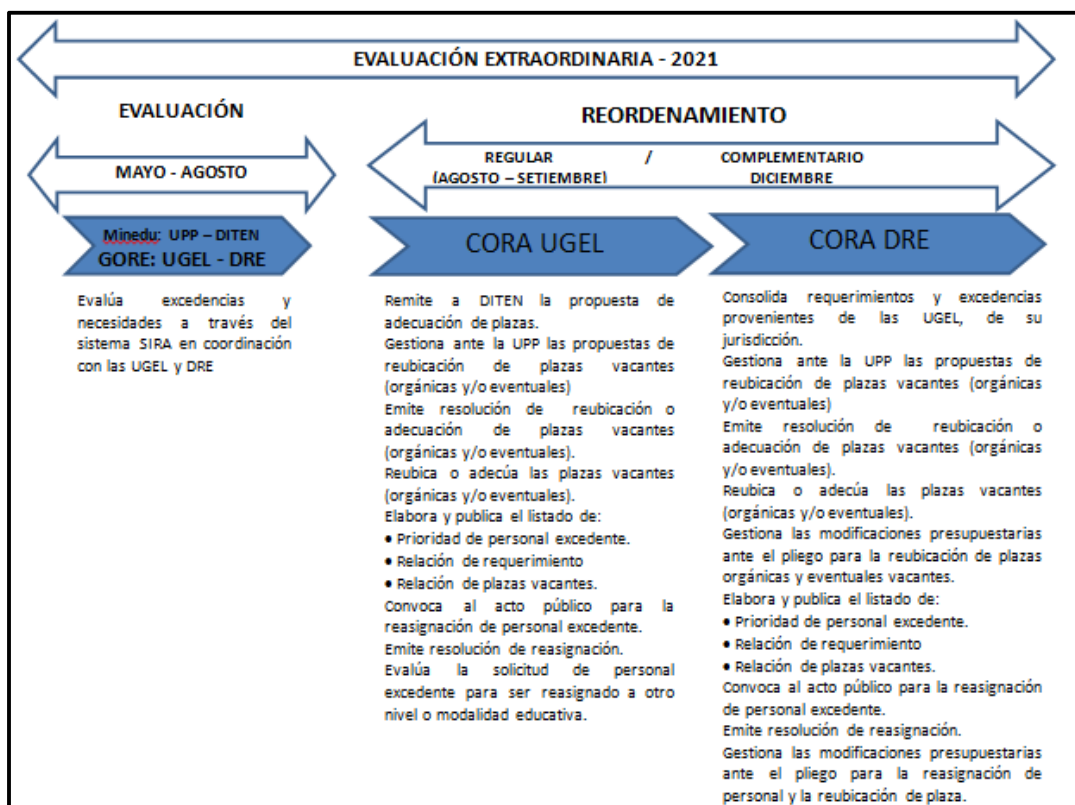 EVALUACIÓN EXTRAORDINARIA - 2021
EVALUACIÓN
MAYO - AGOSTO
Minedu: UPP – DITEN
GORE: UGEL - DRE
Evalúa excedencias y
necesidades a través del
sistema SIRA en coordinación
con las UGEL y DRE
REORDENAMIENTO
REGULAR / COMPLEMENTARIO
(AGOSTO – SETIEMBRE) DICIEMBRE
CORA UGEL
Remite a DITEN la propuesta de
adecuación de plazas.
Gestiona ante la UPP las propuestas de
reubicación de plazas vacantes
(orgánicas y/o eventuales)
Emite resolución de reubicación o
adecuación de plazas vacantes
(orgánicas y/o eventuales).
Reubica o adecúa las plazas vacantes
(orgánicas y/o eventuales).
Elabora y publica el listado de:
• Prioridad de personal excedente.
• Relación de requerimiento
• Relación de plazas vacantes.
Convoca al acto público para la
reasignación de personal excedente.
Emite resolución de reasignación.
Evalúa la solicitud de personal
excedente para ser reasignado a otro
nivel o modalidad educativa.
CORA DRE
Consolida requerimientos y excedencias
provenientes de las UGEL, de su
jurisdicción.
Gestiona ante la UPP las propuestas de
reubicación de plazas vacantes (orgánicas
y/o eventuales)
Emite resolución de reubicación o
adecuación de plazas vacantes (orgánicas
y/o eventuales).
Reubica o adecúa las plazas vacantes
(orgánicas y/o eventuales).
Gestiona las modificaciones presupuestarias
ante el pliego para la reubicación de plazas
orgánicas y eventuales vacantes.
Elabora y publica el listado de:
• Prioridad de personal excedente.
• Relación de requerimiento
• Relación de plazas vacantes.
Convoca al acto público para la reasignación
de personal excedente.
Emite resolución de reasignación.
Gestiona las modificaciones presupuestarias
ante el pliego para la reasignación de
personal y la reubicación de plaza.